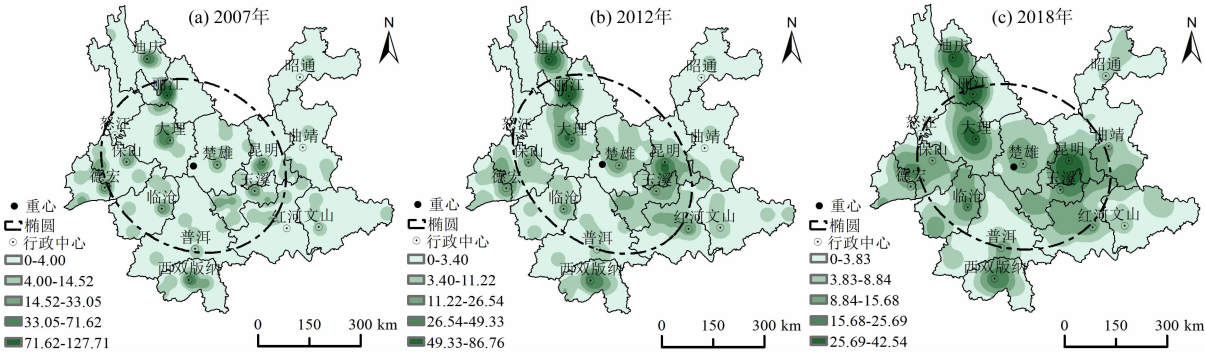 (a) 2007年
N
迪庆
昭通
丽江
怒江
大理
曲靖
保山
楚雄
昆明
德宏
玉溪
临沧
红河
文山
普洱
西双版纳
重心
椭圆
行政中心
0-4.00
4.00-14.52
14.52-33.05
33.05-71.62
71.62-127.71
0 150 300 km
(b) 2012年
N
迪庆
昭通
丽江
怒江
大理
曲靖
保山
楚雄
昆明
德宏
玉溪
临沧
红河
文山
普洱
西双版纳
重心
椭圆
行政中心
0-3.40
3.40-11.22
11.22-26.54
26.54-49.33
49.33-86.76
0 150 300 km
(c) 2018年
N
迪庆
昭通
丽江
怒江
大理
曲靖
保山
楚雄
昆明
德宏
玉溪
临沧
红河
文山
普洱
西双版纳
重心
椭圆
行政中心
0-3.83
3.83-8.84
8.84-15.68
15.68-25.69
25.69-42.54
0 150 300 km